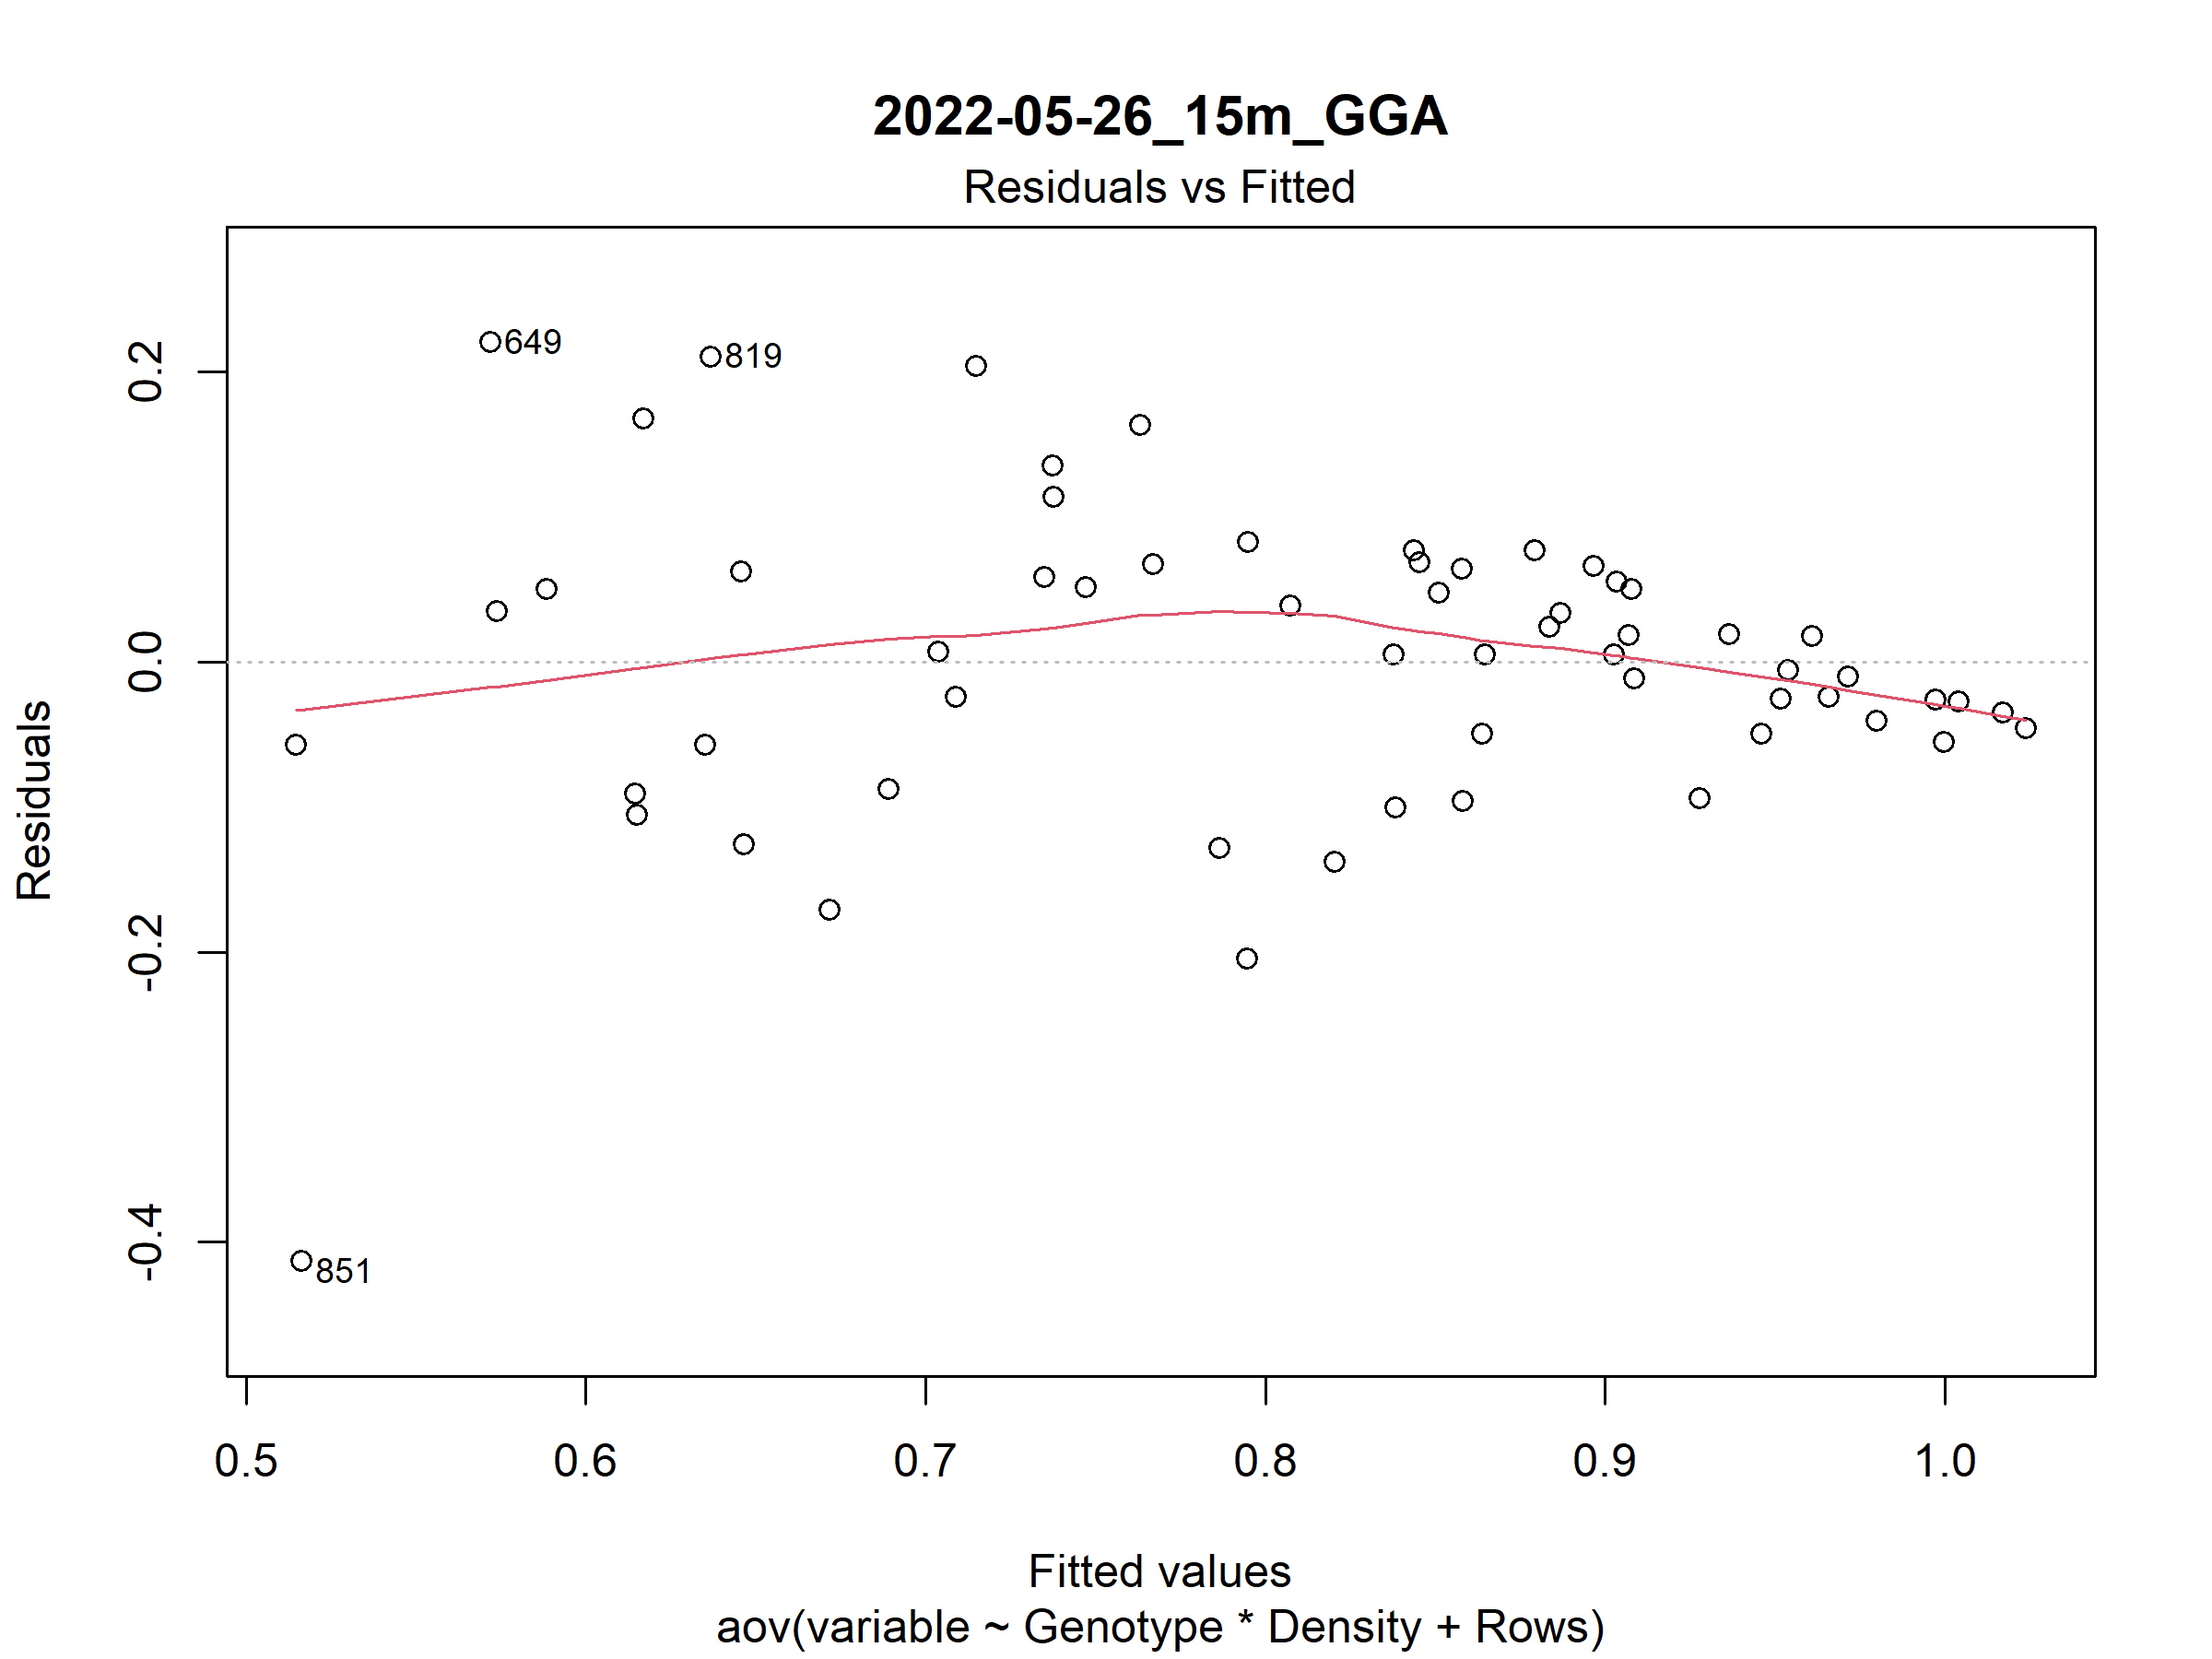 2022-05-26_15m_GGA
Residuals vs Fitted
Residuals
0.2
0.0
-0.2
-0.4
649
819
851
0.5 0.6 0.7 0.8 0.9 1.0
Fitted values
aov(variable ~ Genotype * Density + Rows)